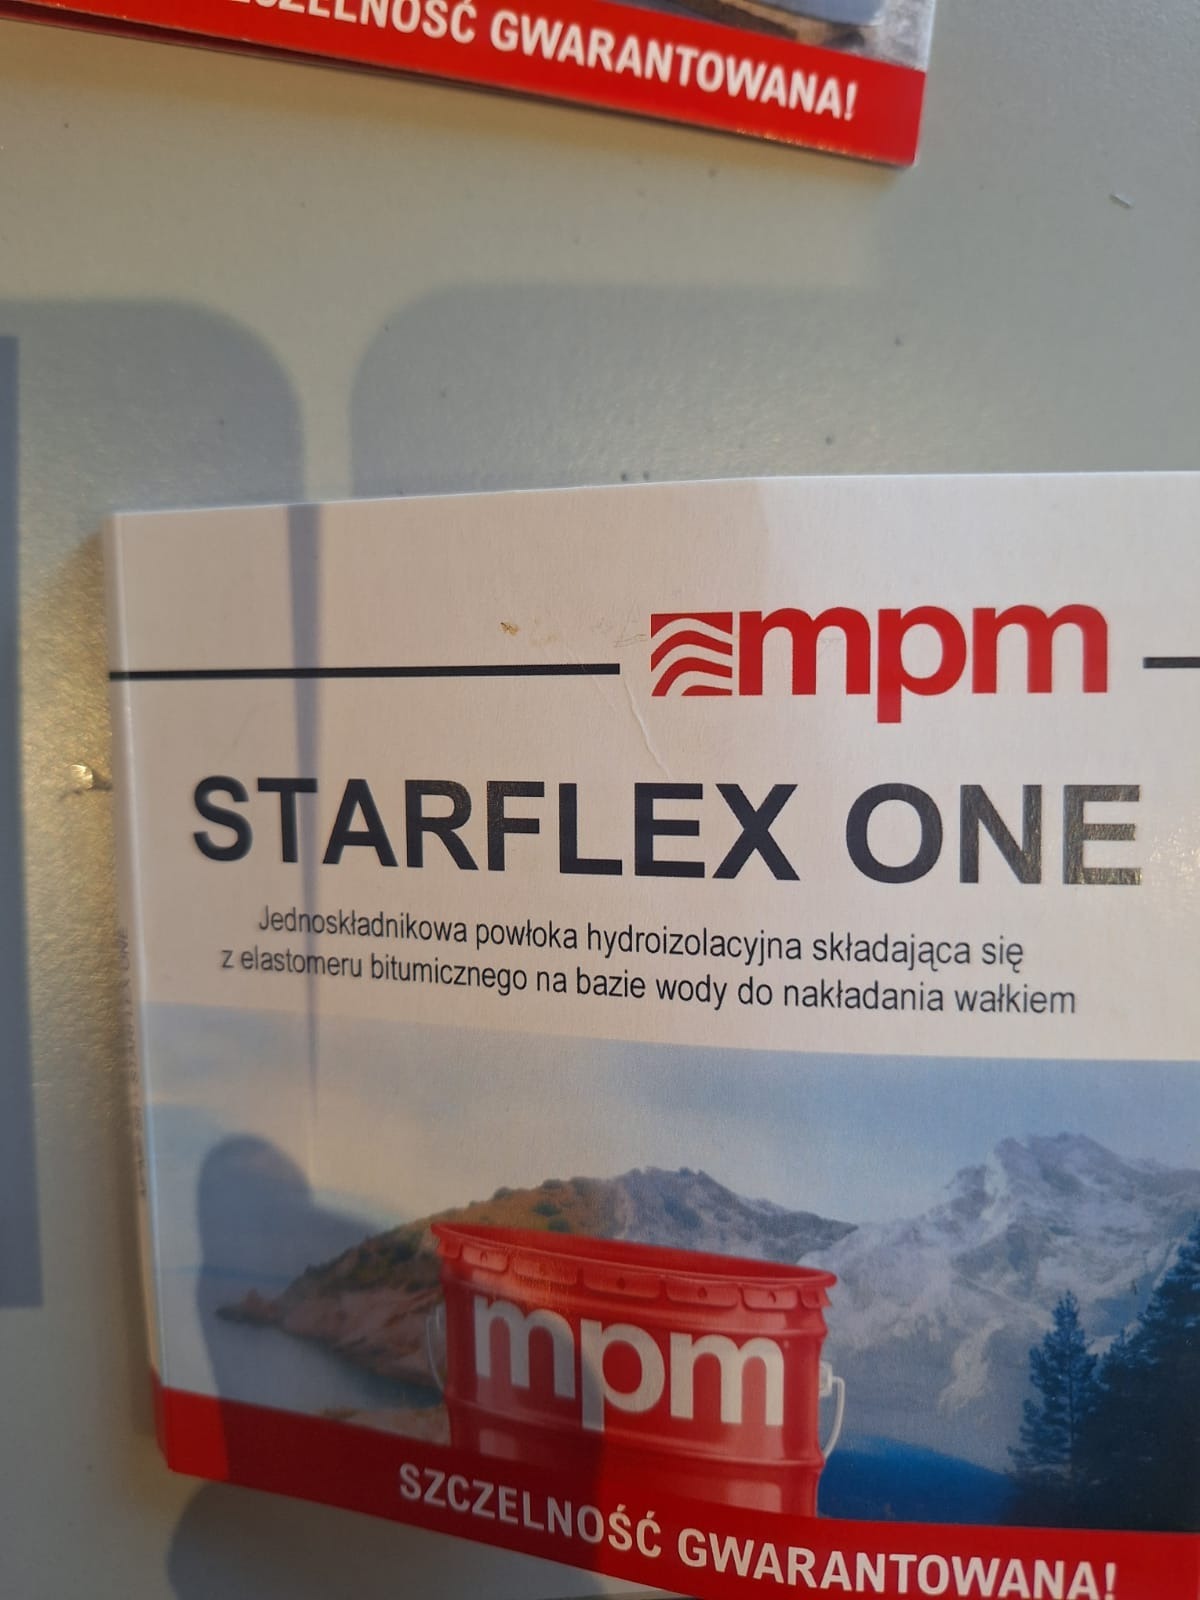 GWARANTOWANA!
mpm
STARFLEX ONE
Jednoskładnikowa powłoka hydroizolacyjna składająca się
z elastomeru bitumicznego na bazie wody do nakładania wałkiem
mpm
SZCZELNOŚĆ GWARANTOWANA!